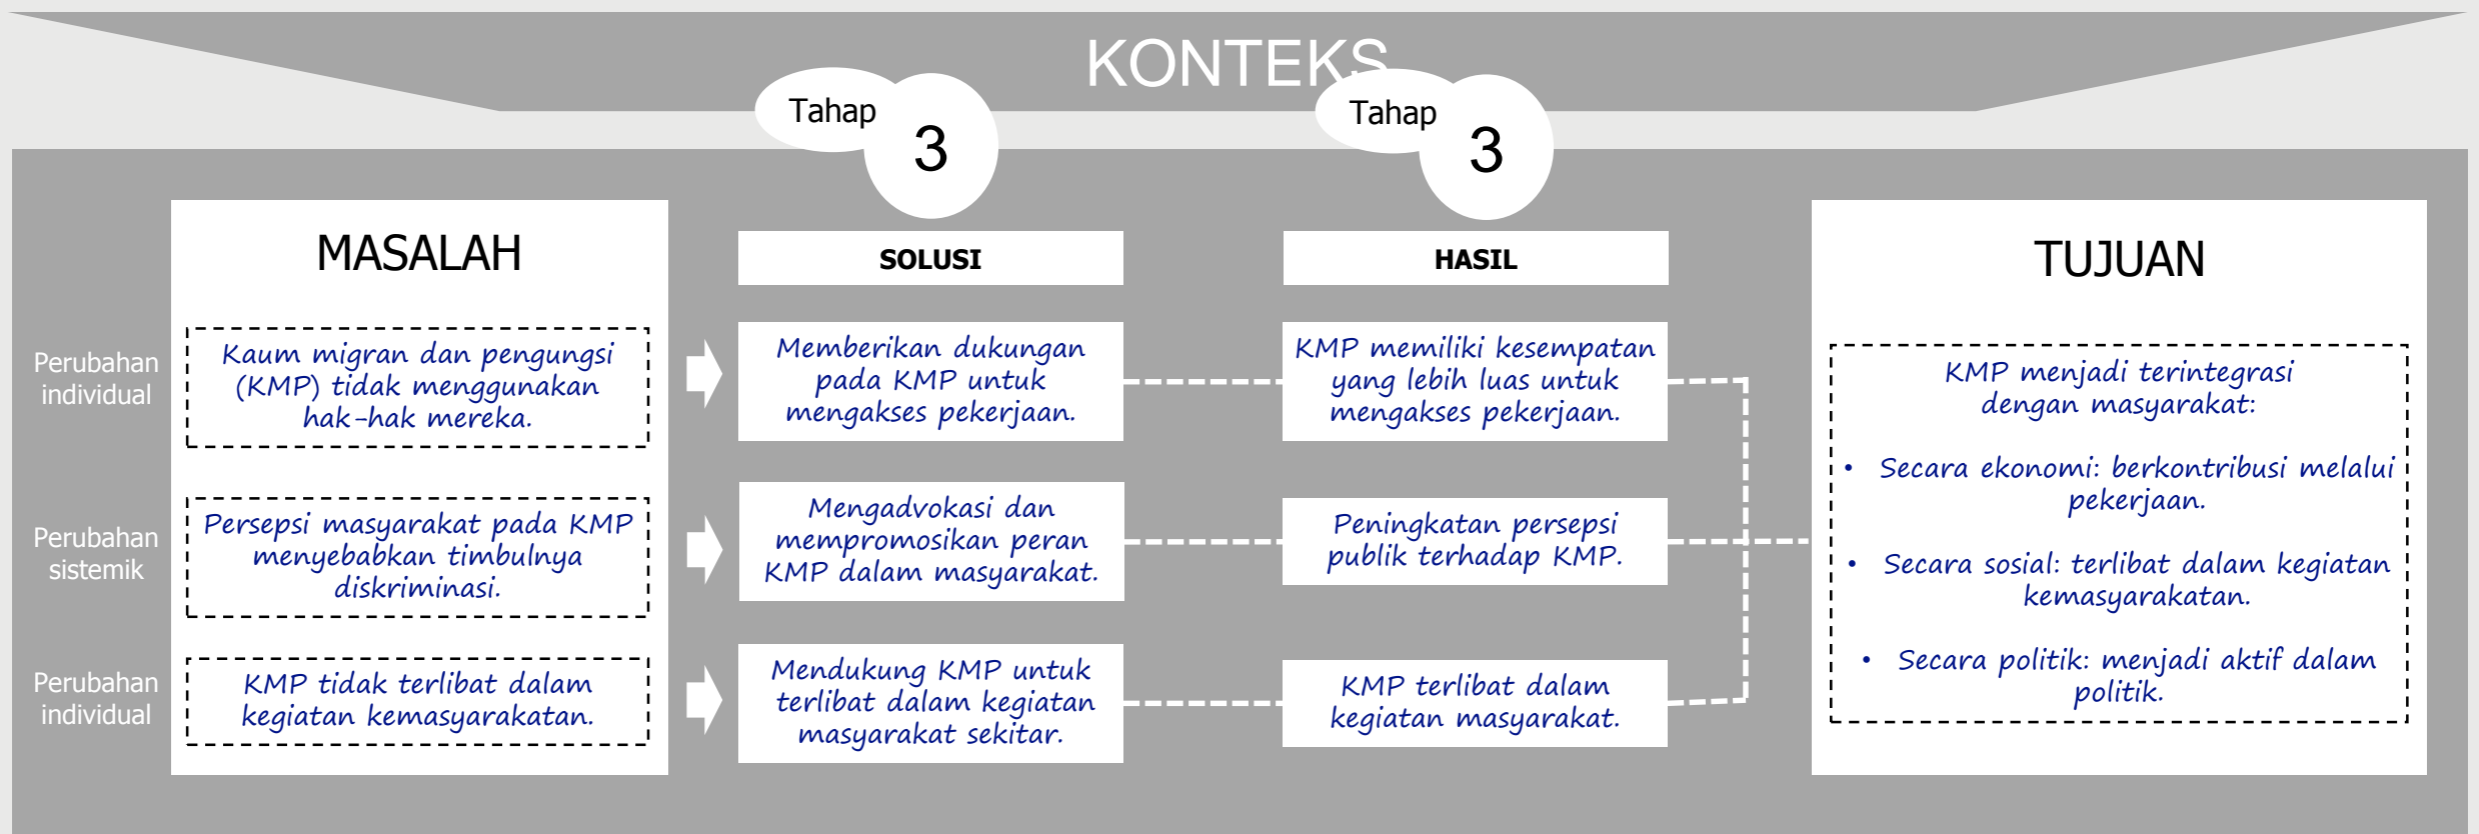 KONTEKS
Tahap
3
Tahap
3
MASALAH
SOLUSI
HASIL
TUJUAN
Perubahan
individual
Kaum migran dan pengungsi
(KMP) tidak menggunakan
hak-hak mereka.
Memberikan dukungan
pada KMP untuk
mengakses pekerjaan.
KMP memiliki kesempatan
yang lebih luas untuk
mengakses pekerjaan.
Perubahan
sistemik
Persepsi masyarakat pada KMP
menyebabkan timbulnya
diskriminasi.
Mengadvokasi dan
mempromosikan peran
KMP dalam masyarakat.
Peningkatan persepsi
publik terhadap KMP.
Perubahan
individual
KMP tidak terlibat dalam
kegiatan kemasyarakatan.
Mendukung KMP untuk
terlibat dalam kegiatan
masyarakat sekitar.
KMP terlibat dalam
kegiatan masyarakat.
KMP menjadi terintegrasi
dengan masyarakat:
• Secara ekonomi: berkontribusi melalui
pekerjaan.
• Secara sosial: terlibat dalam kegiatan
kemasyarakatan.
• Secara politik: menjadi aktif dalam
politik.